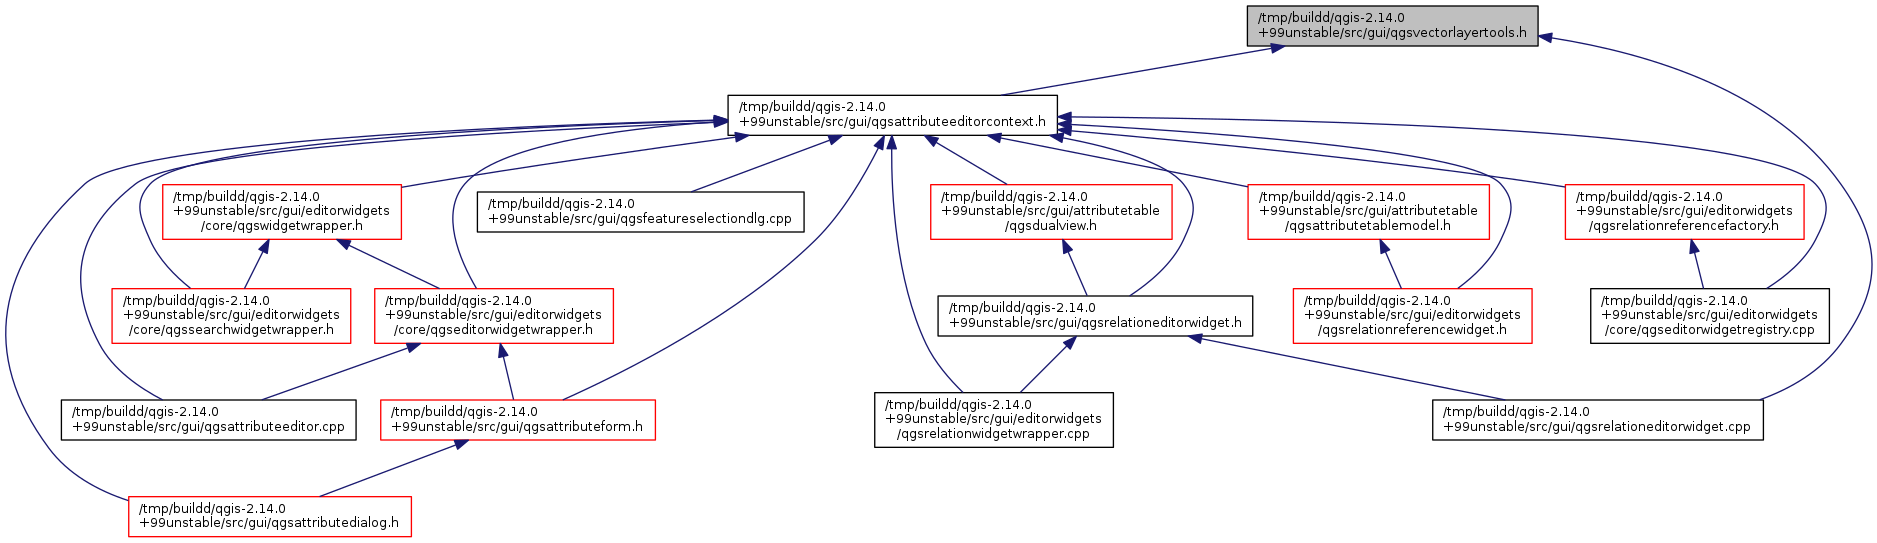 /tmp/buildd/qgis-2.14.0
+99unstable/src/gui/qgsvectorlayertools.h
/tmp/buildd/qgis-2.14.0
+99unstable/src/gui/qgsattributeeditorcontext.h
/tmp/buildd/qgis-2.14.0
+99unstable/src/gui/editorwidgets
/core/qgswidgetwrapper.h
/tmp/buildd/qgis-2.14.0
+99unstable/src/gui/qgsfeatureselectiondlg.cpp
/tmp/buildd/qgis-2.14.0
+99unstable/src/gui/attributetable
/qgsdualview.h
/tmp/buildd/qgis-2.14.0
+99unstable/src/gui/attributetable
/qgsattributetablemodel.h
/tmp/buildd/qgis-2.14.0
+99unstable/src/gui/editorwidgets
/qgsrelationreferencefactory.h
/tmp/buildd/qgis-2.14.0
+99unstable/src/gui/editorwidgets
/core/qgssearchwidgetwrapper.h
/tmp/buildd/qgis-2.14.0
+99unstable/src/gui/editorwidgets
/core/qgseditorwidgetwrapper.h
/tmp/buildd/qgis-2.14.0
+99unstable/src/gui/qgsrelationeditorwidget.h
/tmp/buildd/qgis-2.14.0
+99unstable/src/gui/editorwidgets
/qgsrelationreferencewidget.h
/tmp/buildd/qgis-2.14.0
+99unstable/src/gui/editorwidgets
/core/qgseditorwidgetregistry.cpp
/tmp/buildd/qgis-2.14.0
+99unstable/src/gui/qgsattributeeditor.cpp
/tmp/buildd/qgis-2.14.0
+99unstable/src/gui/qgsattributeform.h
/tmp/buildd/qgis-2.14.0
+99unstable/src/gui/editorwidgets
/qgsrelationwidgetwrapper.cpp
/tmp/buildd/qgis-2.14.0
+99unstable/src/gui/qgsrelationeditorwidget.cpp
/tmp/buildd/qgis-2.14.0
+99unstable/src/gui/qgsattributedialog.h